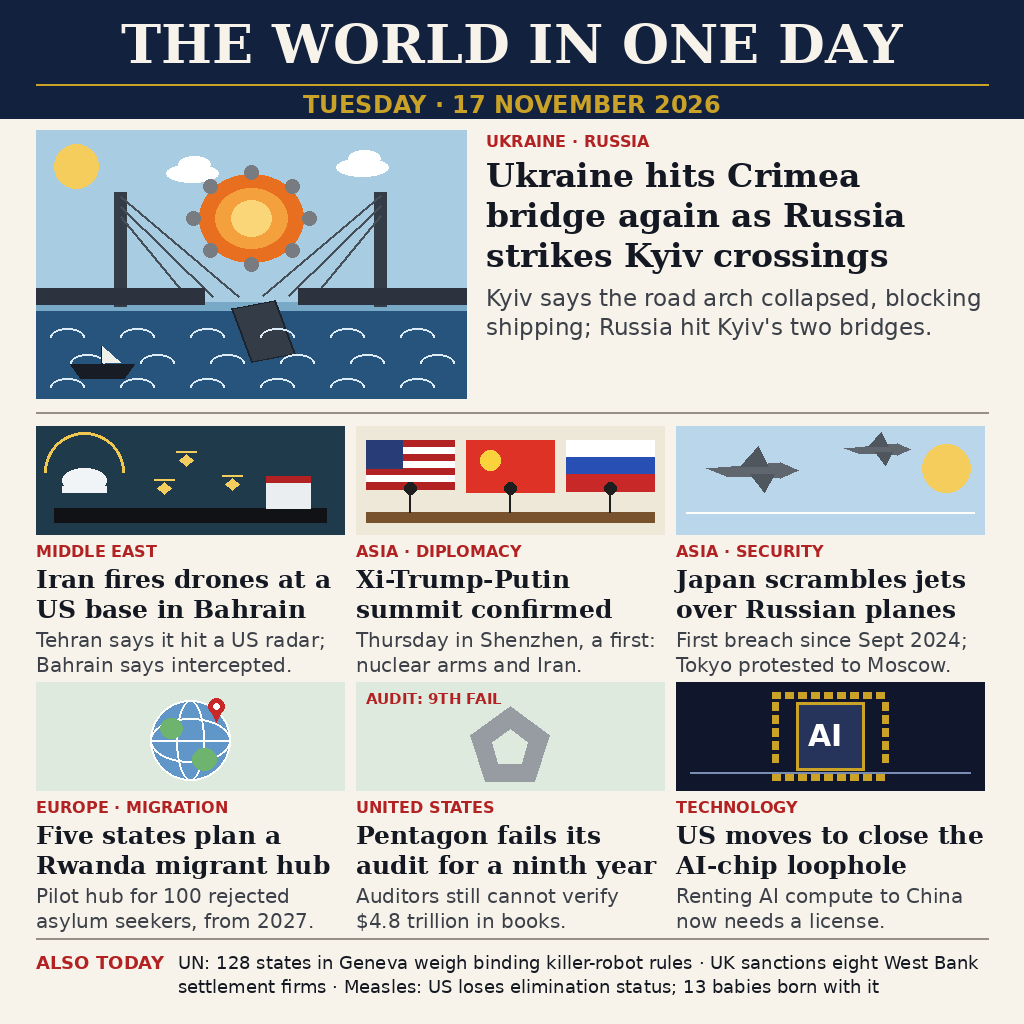 THE WORLD IN ONE DAY
TUESDAY · 17 NOVEMBER 2026
UKRAINE · RUSSIA
Ukraine hits Crimea
bridge again as Russia
strikes Kyiv crossings
Kyiv says the road arch collapsed, blocking
shipping; Russia hit Kyiv's two bridges.
MIDDLE EAST
Iran fires drones at a
US base in Bahrain
Tehran says it hit a US radar;
Bahrain says intercepted.
ASIA · DIPLOMACY
Xi-Trump-Putin
summit confirmed
Thursday in Shenzhen, a first:
nuclear arms and Iran.
ASIA · SECURITY
Japan scrambles jets
over Russian planes
First breach since Sept 2024;
Tokyo protested to Moscow.
EUROPE · MIGRATION
Five states plan a
Rwanda migrant hub
Pilot hub for 100 rejected
asylum seekers, from 2027.
AUDIT: 9TH FAIL
UNITED STATES
Pentagon fails its
audit for a ninth year
Auditors still cannot verify
$4.8 trillion in books.
AI
TECHNOLOGY
US moves to close the
AI-chip loophole
Renting AI compute to China
now needs a license.
ALSO TODAY UN: 128 states in Geneva weigh binding killer-robot rules · UK sanctions eight West Bank
settlement firms · Measles: US loses elimination status; 13 babies born with it